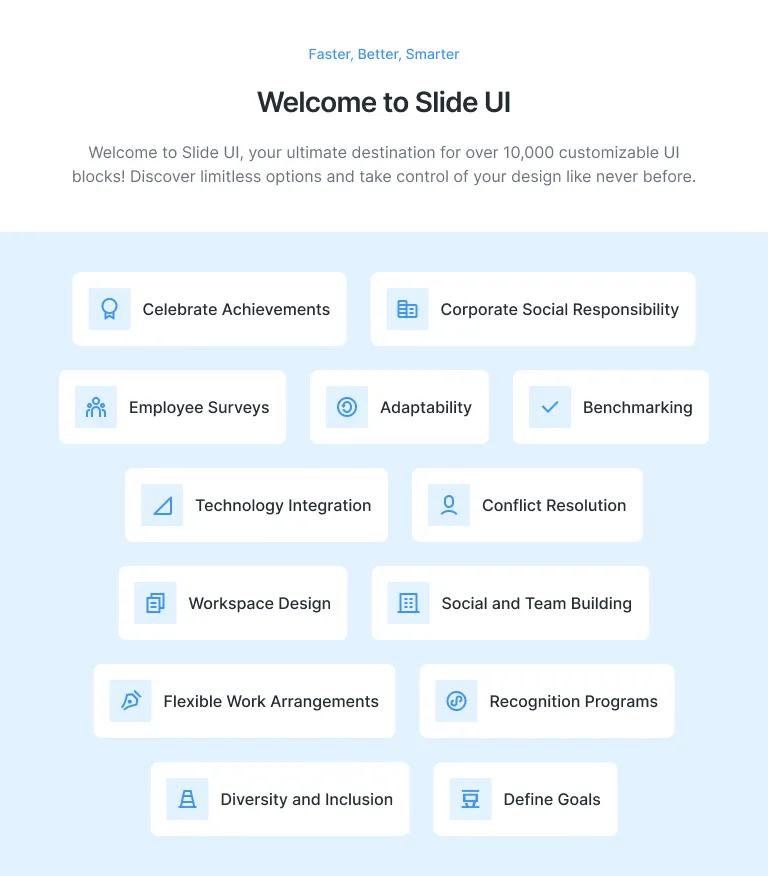 Faster, Better, Smarter
Welcome to Slide UI
Welcome to Slide UI, your ultimate destination for over 10,000 customizable UI
blocks! Discover limitless options and take control of your design like never before.
Celebrate Achievements
Corporate Social Responsibility
Employee Surveys
Adaptability
Benchmarking
Technology Integration
Conflict Resolution
Workspace Design
Social and Team Building
Flexible Work Arrangements
Recognition Programs
Diversity and Inclusion
Define Goals